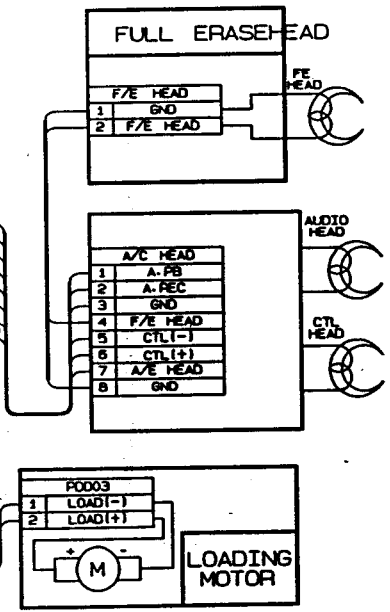 FULL ERASEHEAD
FE HEAD
F/E HEAD
1 GND
2 F/E HEAD
AUDIO HEAD
A/C HEAD
1 A.PB
2 A.REC
3 GND
4 F/E HEAD
5 CTL(-)
6 CTL(+)
7 A/E HEAD
8 GND
CTL HEAD
PDD03
1 LOAD(-)
2 LOAD(+)
+ M -
LOADING MOTOR